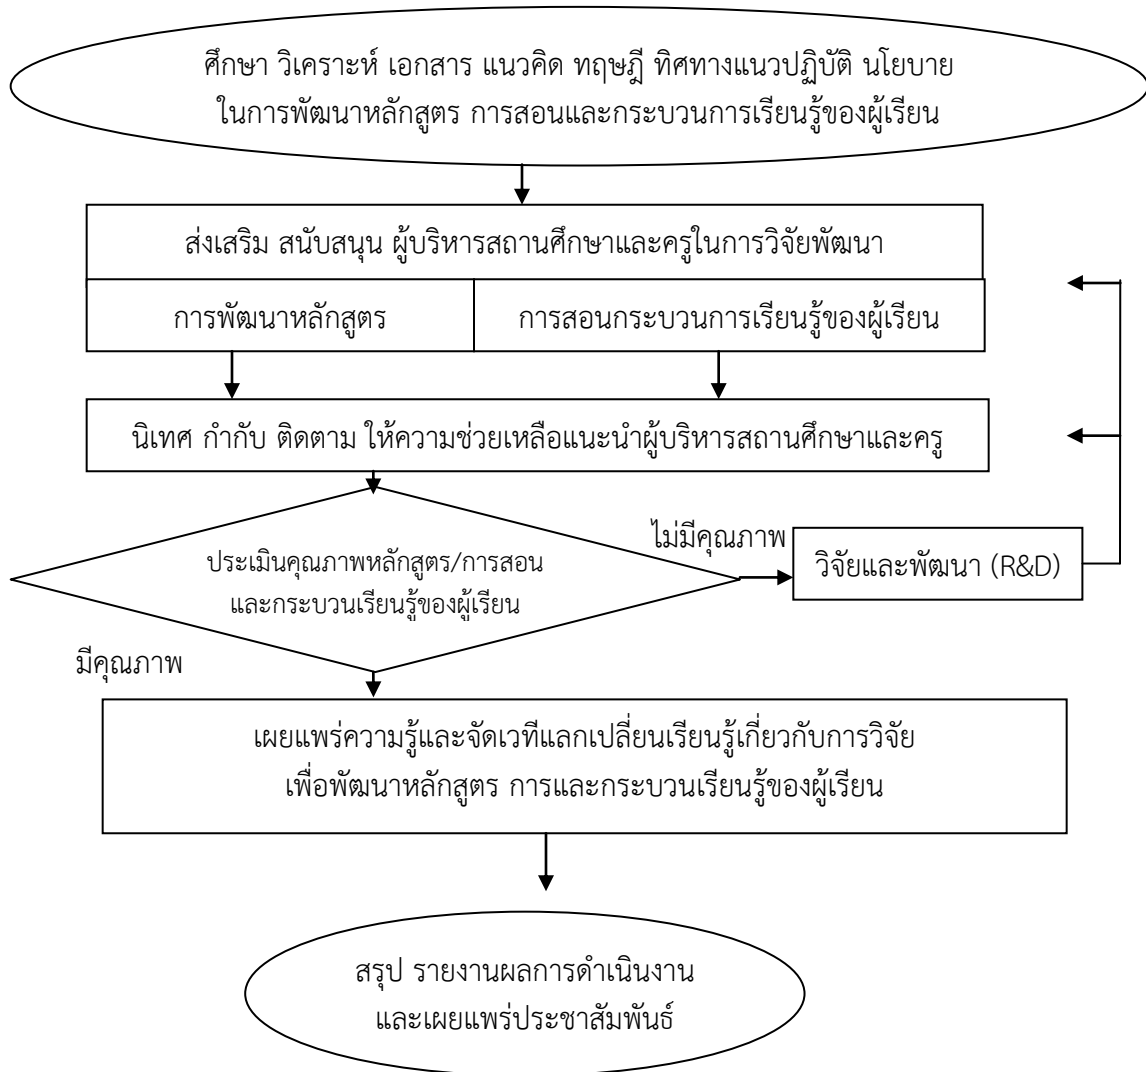 ศึกษา วิเคราะห์ เอกสาร แนวคิด ทฤษฎี ทิศทางแนวปฏิบัติ นโยบาย
ในการพัฒนาหลักสูตร การสอนและกระบวนการเรียนรู้ของผู้เรียน
ส่งเสริม สนับสนุน ผู้บริหารสถานศึกษาและครูในการวิจัยพัฒนา
การพัฒนาหลักสูตร
การสอนกระบวนการเรียนรู้ของผู้เรียน
นิเทศ กำกับ ติดตาม ให้ความช่วยเหลือแนะนำผู้บริหารสถานศึกษาและครู
ประเมินคุณภาพหลักสูตร/การสอน
และกระบวนเรียนรู้ของผู้เรียน
ไม่มีคุณภาพ
วิจัยและพัฒนา (R&D)
มีคุณภาพ
เผยแพร่ความรู้และจัดเวทีแลกเปลี่ยนเรียนรู้เกี่ยวกับการวิจัย
เพื่อพัฒนาหลักสูตร การและกระบวนเรียนรู้ของผู้เรียน
สรุป รายงานผลการดำเนินงาน
และเผยแพร่ประชาสัมพันธ์